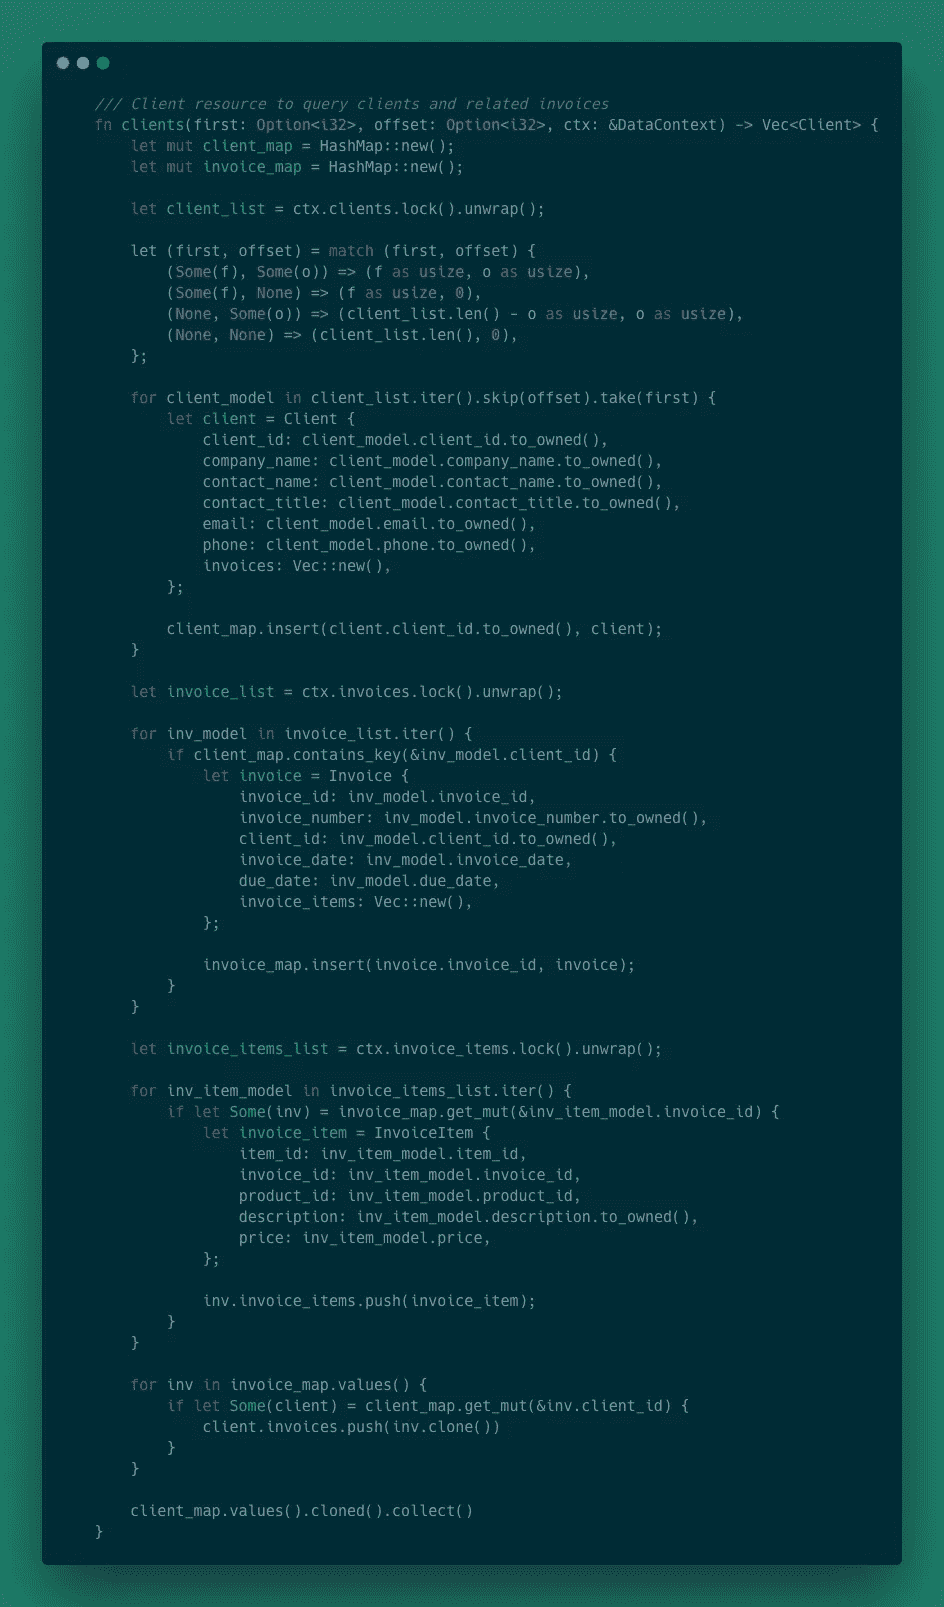 /// Client resource to query clients and related invoices
fn clients(first: Option<i32>, offset: Option<i32>, ctx: &DataContext) -> Vec<Client> {
    let mut client_map = HashMap::new();
    let mut invoice_map = HashMap::new();

    let client_list = ctx.clients.lock().unwrap();

    let (first, offset) = match (first, offset) {
        (Some(f), Some(o)) => (f as usize, o as usize),
        (Some(f), None) => (f as usize, 0),
        (None, Some(o)) => (client_list.len() - o as usize, o as usize),
        (None, None) => (client_list.len(), 0),
    };

    for client_model in client_list.iter().skip(offset).take(first) {
        let client = Client {
            client_id: client_model.client_id.to_owned(),
            company_name: client_model.company_name.to_owned(),
            contact_name: client_model.contact_name.to_owned(),
            contact_title: client_model.contact_title.to_owned(),
            email: client_model.email.to_owned(),
            phone: client_model.phone.to_owned(),
            invoices: Vec::new(),
        };

        client_map.insert(client.client_id.to_owned(), client);
    }

    let invoice_list = ctx.invoices.lock().unwrap();

    for inv_model in invoice_list.iter() {
        if client_map.contains_key(&inv_model.client_id) {
            let invoice = Invoice {
                invoice_id: inv_model.invoice_id,
                invoice_number: inv_model.invoice_number.to_owned(),
                client_id: inv_model.client_id.to_owned(),
                invoice_date: inv_model.invoice_date,
                due_date: inv_model.due_date,
                invoice_items: Vec::new(),
            };

            invoice_map.insert(invoice.invoice_id, invoice);
        }
    }

    let invoice_items_list = ctx.invoice_items.lock().unwrap();

    for inv_item_model in invoice_items_list.iter() {
        if let Some(inv) = invoice_map.get_mut(&inv_item_model.invoice_id) {
            let invoice_item = InvoiceItem {
                item_id: inv_item_model.item_id,
                invoice_id: inv_item_model.invoice_id,
                product_id: inv_item_model.product_id,
                description: inv_item_model.description.to_owned(),
                price: inv_item_model.price,
            };

            inv.invoice_items.push(invoice_item);
        }
    }

    for inv in invoice_map.values() {
        if let Some(client) = client_map.get_mut(&inv.client_id) {
            client.invoices.push(inv.clone())
        }
    }

    client_map.values().cloned().collect()
}